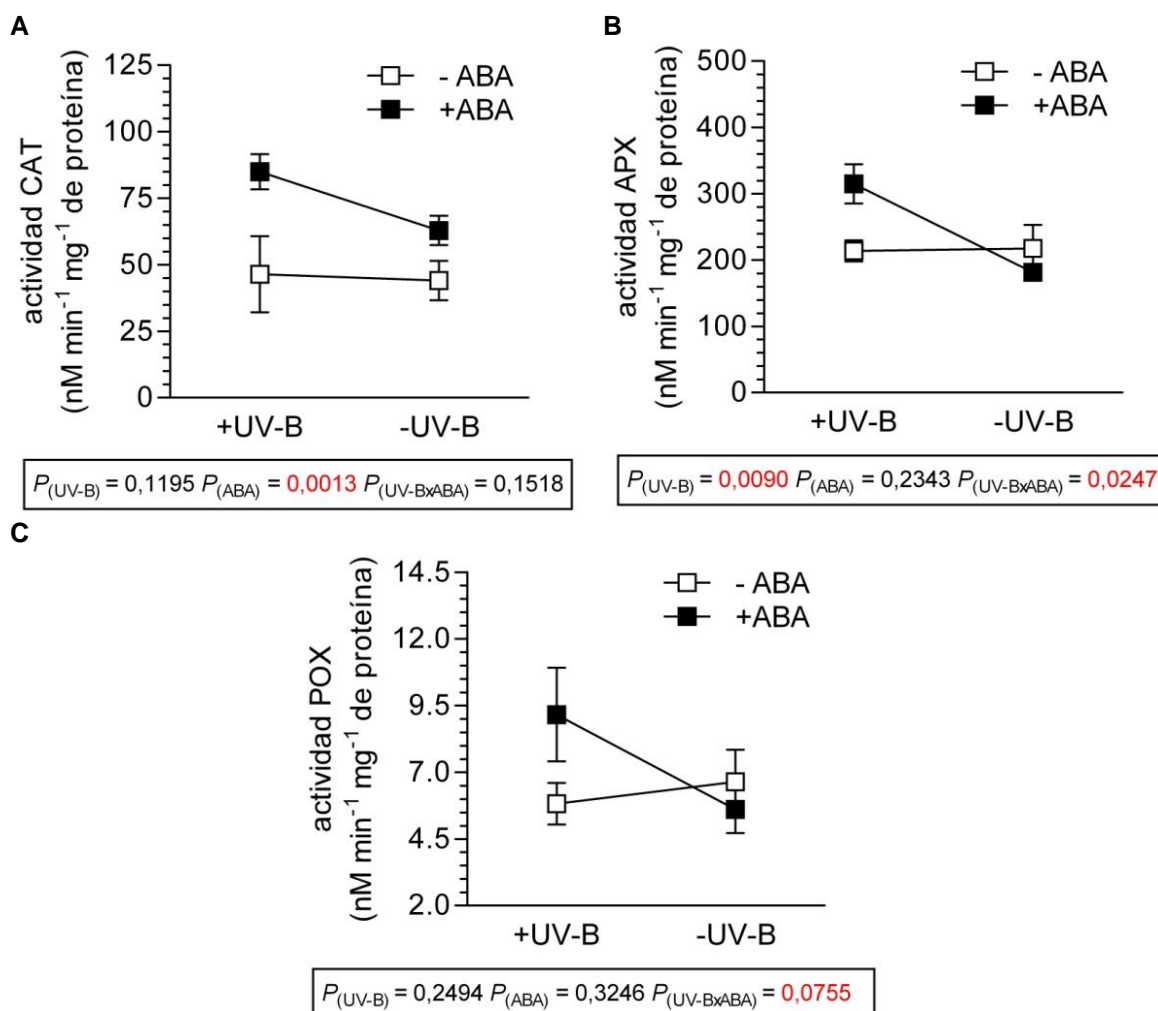 A
actividad CAT
(nM min⁻¹ mg⁻¹ de proteína)
125
100
75
50
25
0
- ABA
+ABA
+UV-B -UV-B
P(UV-B) = 0,1195 P(ABA) = 0,0013 P(UV-BxABA) = 0,1518
B
actividad APX
(nM min⁻¹ mg⁻¹ de proteína)
500
400
300
200
100
0
- ABA
+ABA
+UV-B -UV-B
P(UV-B) = 0,0090 P(ABA) = 0,2343 P(UV-BxABA) = 0,0247
C
actividad POX
(nM min⁻¹ mg⁻¹ de proteína)
14.5
12.0
9.5
7.0
4.5
2.0
- ABA
+ABA
+UV-B -UV-B
P(UV-B) = 0,2494 P(ABA) = 0,3246 P(UV-BxABA) = 0,0755